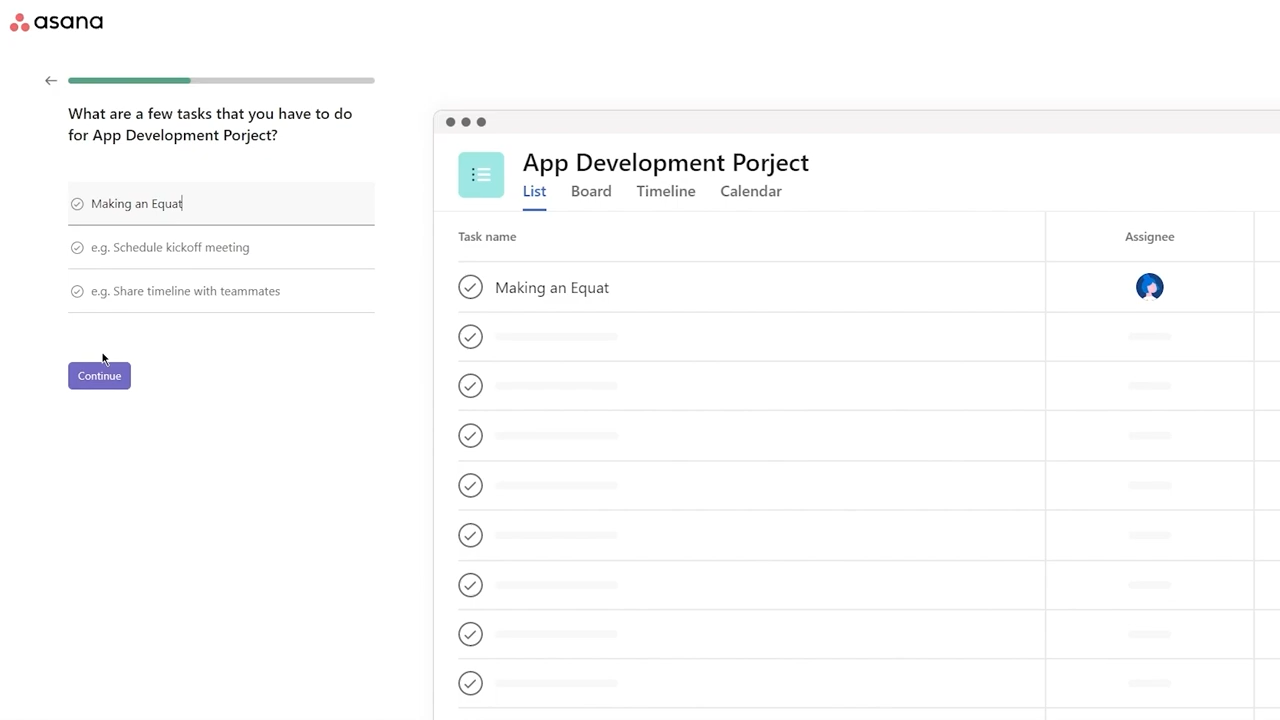 asana
What are a few tasks that you have to do
for App Development Porject?
Making an Equat
e.g. Schedule kickoff meeting
e.g. Share timeline with teammates
Continue
App Development Porject
List Board Timeline Calendar
Task name Assignee
Making an Equat